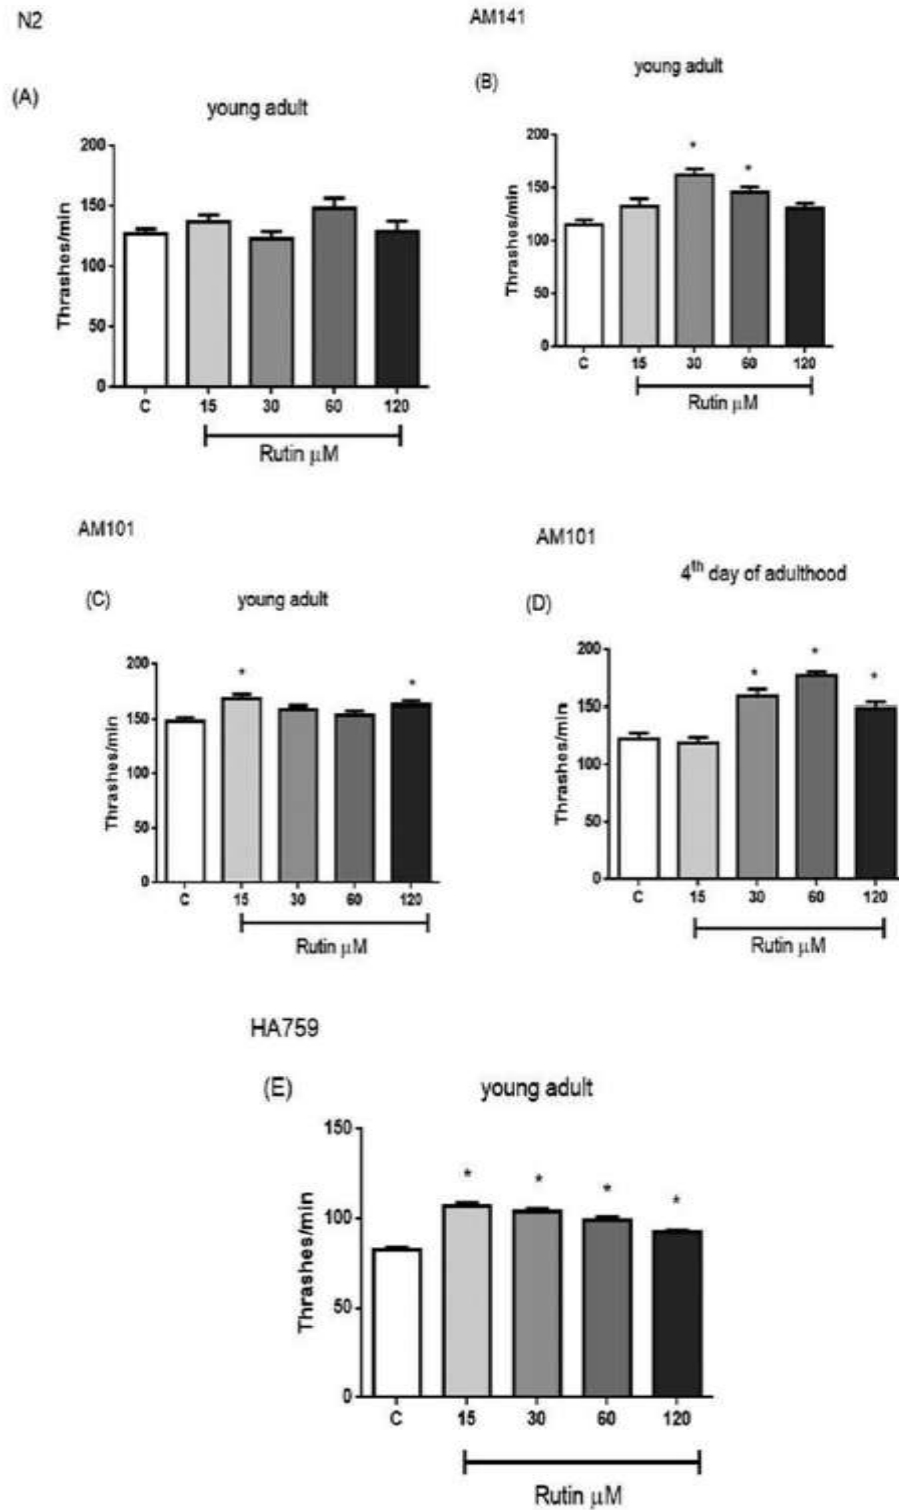 N2
(A)
young adult
200
150
100
50
0
Thrashes/min
C 15 30 60 120
Rutin μM
AM141
(B)
young adult
200
150
100
50
0
Thrashes/min
*
*
C 15 30 60 120
Rutin μM
AM101
(C)
young adult
200
150
100
50
0
Thrashes/min
*
*
C 15 30 60 120
Rutin μM
AM101
4th day of adulthood
(D)
200
150
100
50
0
Thrashes/min
*
*
*
C 15 30 60 120
Rutin μM
HA759
(E)
young adult
150
100
50
0
Thrashes/min
*
*
*
*
C 15 30 60 120
Rutin μM